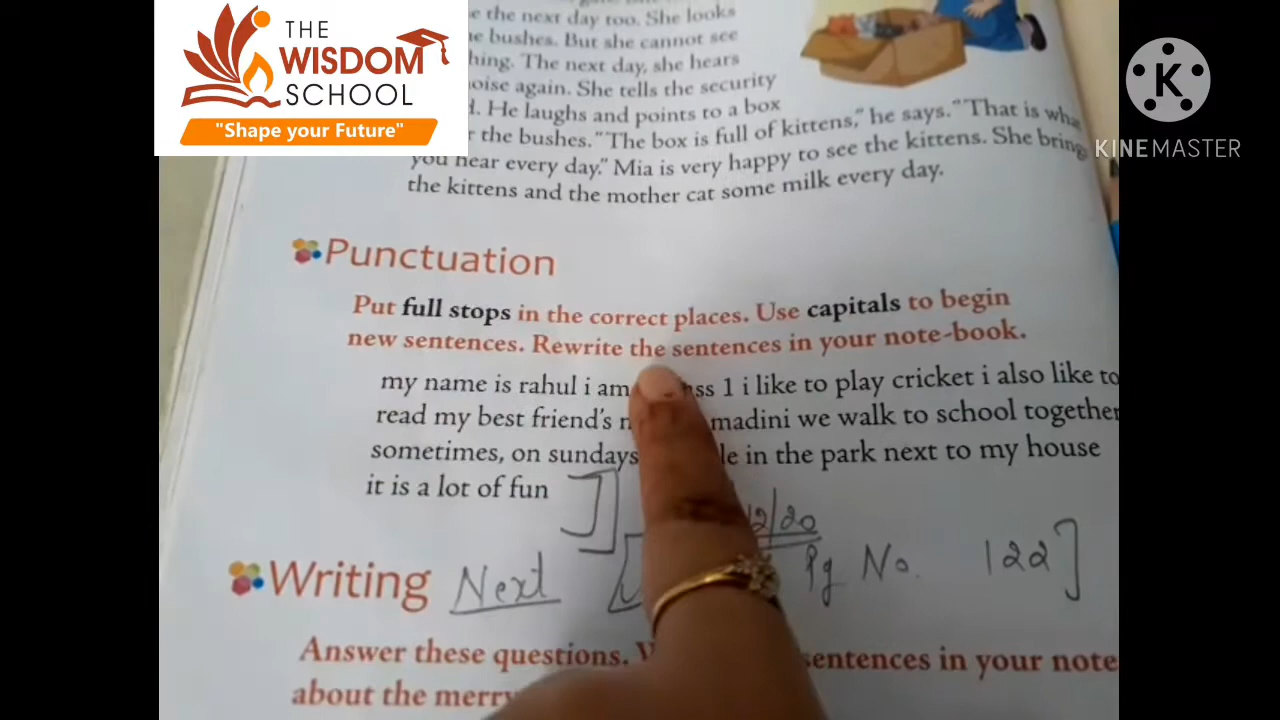 THE
WISDOM
SCHOOL
"Shape your Future"
K
KINEMASTER
the next day too. She looks
bushes. But she cannot see
The next day, she hears
again. She tells the security
He laughs and points to a box
the bushes. "The box is full of kittens," he says. "That is
you hear every day." Mia is very happy to see the kittens. She
the kittens and the mother cat some milk every day.
Punctuation
Put full stops in the correct places. Use capitals to begin
new sentences. Rewrite the sentences in your note-book.
my name is rahul i am 1 i like to play cricket i also like to
read my best friend's madini we walk to school together
sometimes, on sundays in the park next to my house
it is a lot of fun
12/20
Writing Next Pg No. 122]
Answer these questions. sentences in your note
about the